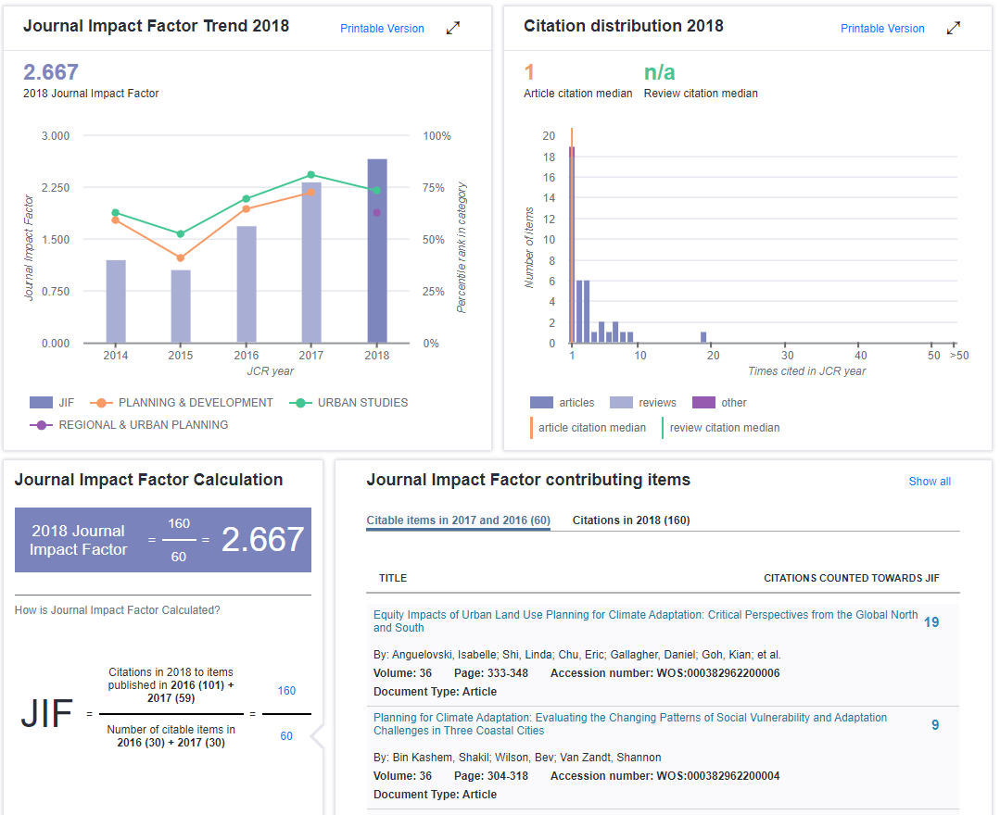 Journal Impact Factor Trend 2018
Printable Version
2.667
2018 Journal Impact Factor
3.000
2.250
1.500
0.750
0.000
Journal Impact Factor
100%
75%
50%
25%
0%
Percentile rank in category
2014 2015 2016 2017 2018
JCR year
JIF PLANNING & DEVELOPMENT URBAN STUDIES
REGIONAL & URBAN PLANNING
Citation distribution 2018
Printable Version
1 n/a
Article citation median Review citation median
20
18
16
14
12
10
8
6
4
2
0
Number of items
1 10 20 30 40 50 >50
Times cited in JCR year
articles reviews other
article citation median review citation median
Journal Impact Factor Calculation
2018 Journal
Impact Factor
= 160
60
= 2.667
How is Journal Impact Factor Calculated?
JIF =
Citations in 2018 to items
published in 2016 (101) +
2017 (59)
Number of citable items in
2016 (30) + 2017 (30)
=
160
60
Journal Impact Factor contributing items
Show all
Citable items in 2017 and 2016 (60) Citations in 2018 (160)
TITLE CITATIONS COUNTED TOWARDS JIF
Equity Impacts of Urban Land Use Planning for Climate Adaptation: Critical Perspectives from the Global North
and South
19
By: Anguelovski, Isabelle; Shi, Linda; Chu, Eric; Gallagher, Daniel; Goh, Kian; et al.
Volume: 36 Page: 333-348 Accession number: WOS:000382962200006
Document Type: Article
Planning for Climate Adaptation: Evaluating the Changing Patterns of Social Vulnerability and Adaptation
Challenges in Three Coastal Cities
9
By: Bin Kashem, Shakil; Wilson, Bev; Van Zandt, Shannon
Volume: 36 Page: 304-318 Accession number: WOS:000382962200004
Document Type: Article